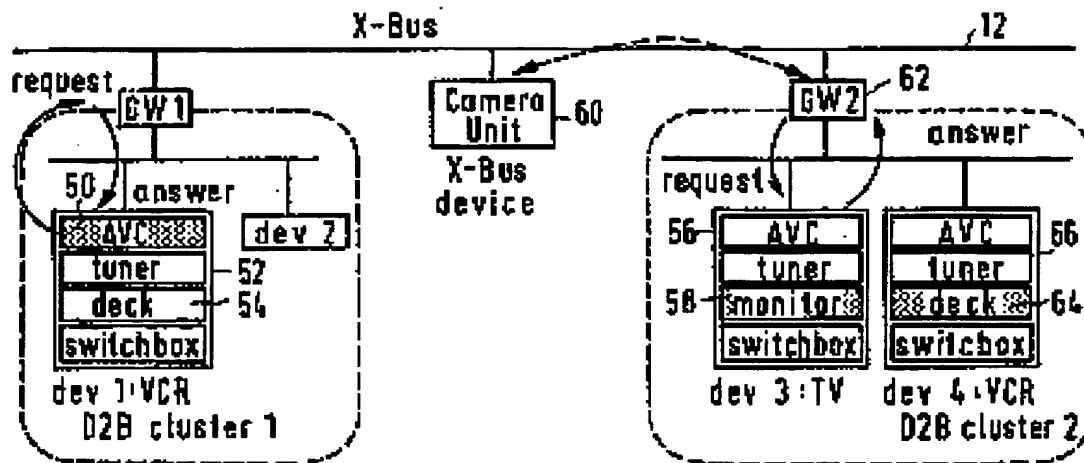 X-Bus
12
request
GW1
Camera
Unit
60
GW2
62
X-Bus
device
answer
50
answer
request
AVC
tuner
deck
switchbox
52
54
dev 2
dev 1:VCR
D2B cluster 1
56
AVC
tuner
58
monitor
switchbox
dev 3:TV
AVC
tuner
deck
switchbox
66
64
dev 4:VCR
D2B cluster 2